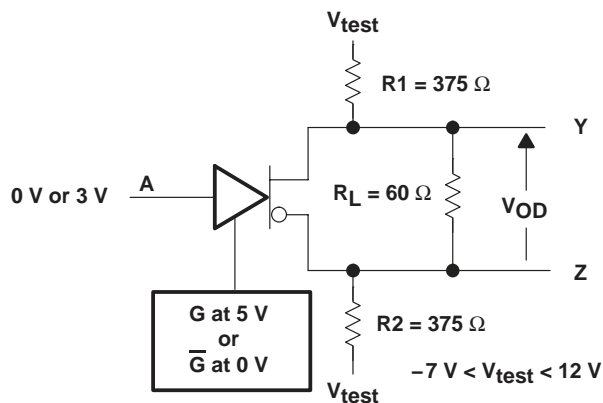 Vtest
R1 = 375 Ω
Y
0 V or 3 V
A
RL = 60 Ω
VOD
Z
G at 5 V
or
G̅ at 0 V
R2 = 375 Ω
−7 V < Vtest < 12 V
Vtest